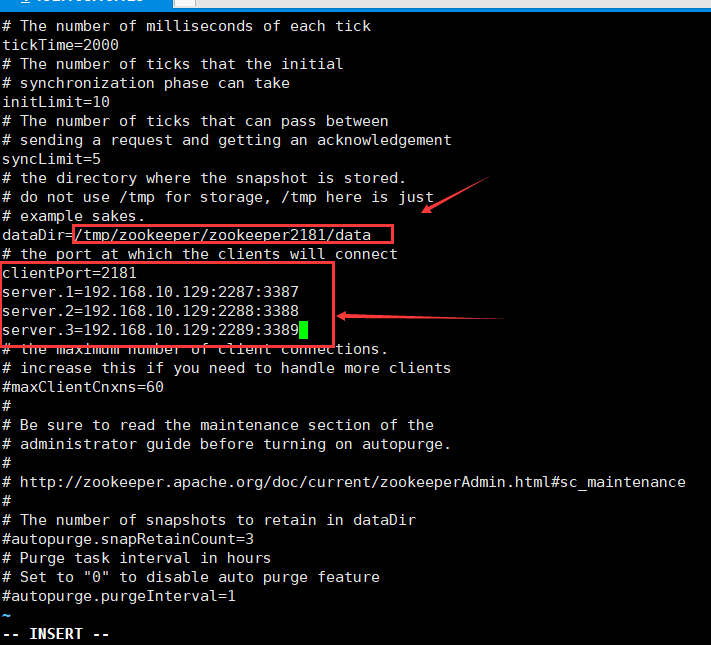 # The number of milliseconds of each tick
tickTime=2000
# The number of ticks that the initial
# synchronization phase can take
initLimit=10
# The number of ticks that can pass between
# sending a request and getting an acknowledgement
syncLimit=5
# the directory where the snapshot is stored.
# do not use /tmp for storage, /tmp here is just
# example sakes.
dataDir=/tmp/zookeeper/zookeeper2181/data
# the port at which the clients will connect
clientPort=2181
server.1=192.168.10.129:2287:3387
server.2=192.168.10.129:2288:3388
server.3=192.168.10.129:2289:3389
# the maximum number of client connections.
# increase this if you need to handle more clients
#maxClientCnxns=60
#
# Be sure to read the maintenance section of the
# administrator guide before turning on autopurge.
#
# http://zookeeper.apache.org/doc/current/zookeeperAdmin.html#sc_maintenance
#
# The number of snapshots to retain in dataDir
#autopurge.snapRetainCount=3
# Purge task interval in hours
# Set to "0" to disable auto purge feature
#autopurge.purgeInterval=1
~
-- INSERT --